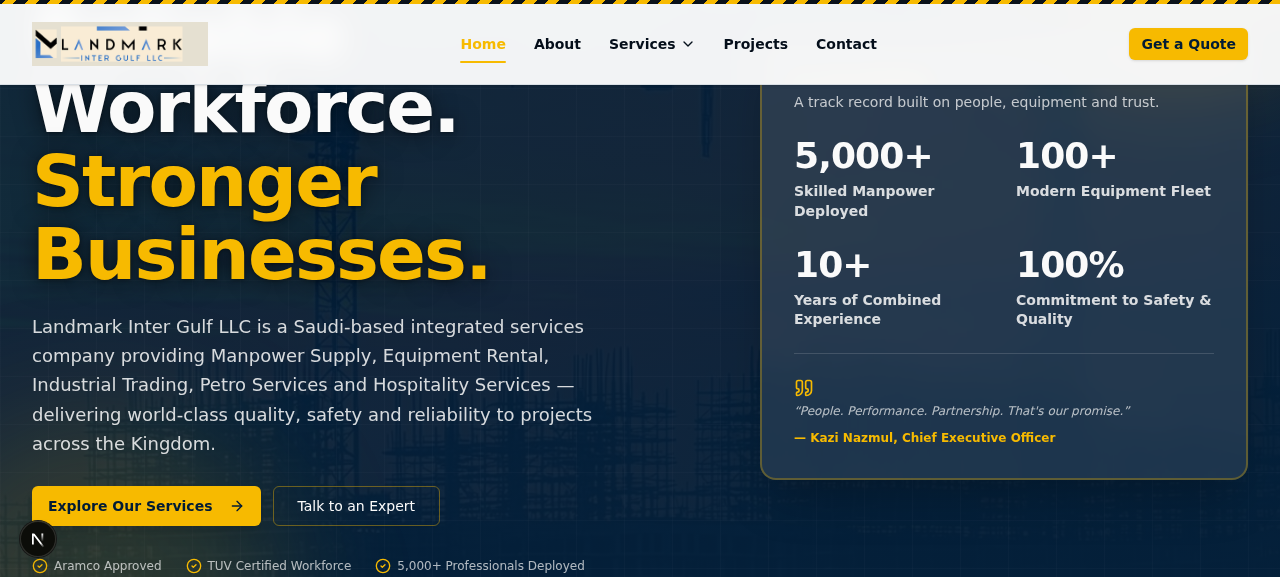 LANDMARK
INTER GULF LLC
Home
About
Services
Projects
Contact
Get a Quote
Workforce.
Stronger
Businesses.
Landmark Inter Gulf LLC is a Saudi-based integrated services
company providing Manpower Supply, Equipment Rental,
Industrial Trading, Petro Services and Hospitality Services —
delivering world-class quality, safety and reliability to projects
across the Kingdom.
Explore Our Services
Talk to an Expert
N
Aramco Approved
TUV Certified Workforce
5,000+ Professionals Deployed
A track record built on people, equipment and trust.
5,000+
Skilled Manpower
Deployed
100+
Modern Equipment Fleet
10+
Years of Combined
Experience
100%
Commitment to Safety &
Quality
“People. Performance. Partnership. That's our promise.”
— Kazi Nazmul, Chief Executive Officer